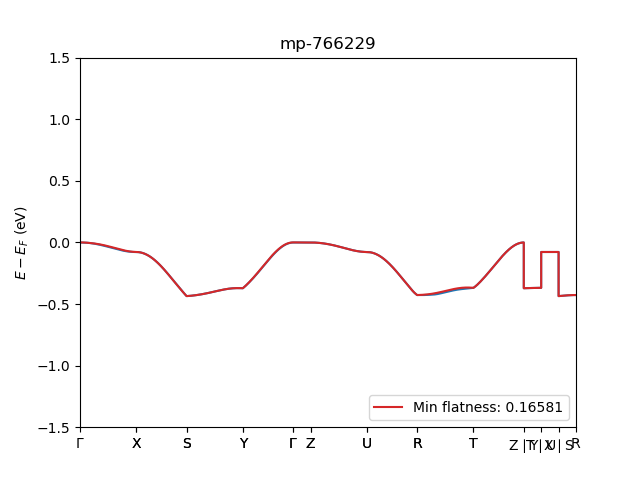 mp-766229
E − E_F (eV)
1.5
1.0
0.5
0.0
−0.5
−1.0
−1.5
Min flatness: 0.16581
Γ X S Y Γ Z U R T Z | T Y | X U | S R